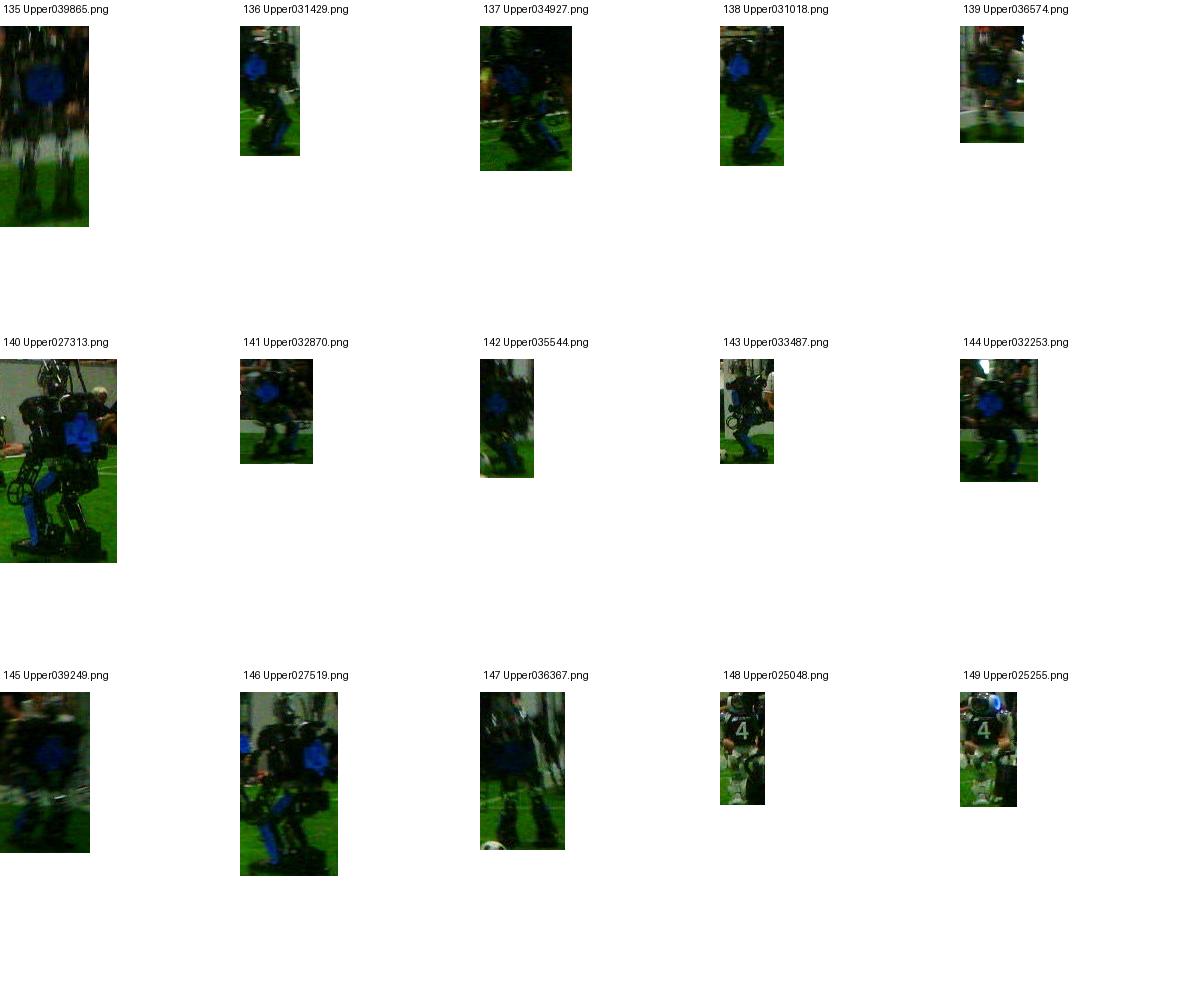 135 Upper039865.png
136 Upper031429.png
137 Upper034927.png
138 Upper031018.png
139 Upper036574.png
140 Upper027313.png
141 Upper032870.png
142 Upper035544.png
143 Upper033487.png
144 Upper032253.png
145 Upper039249.png
146 Upper027519.png
147 Upper036367.png
148 Upper025048.png
149 Upper025255.png
4
4